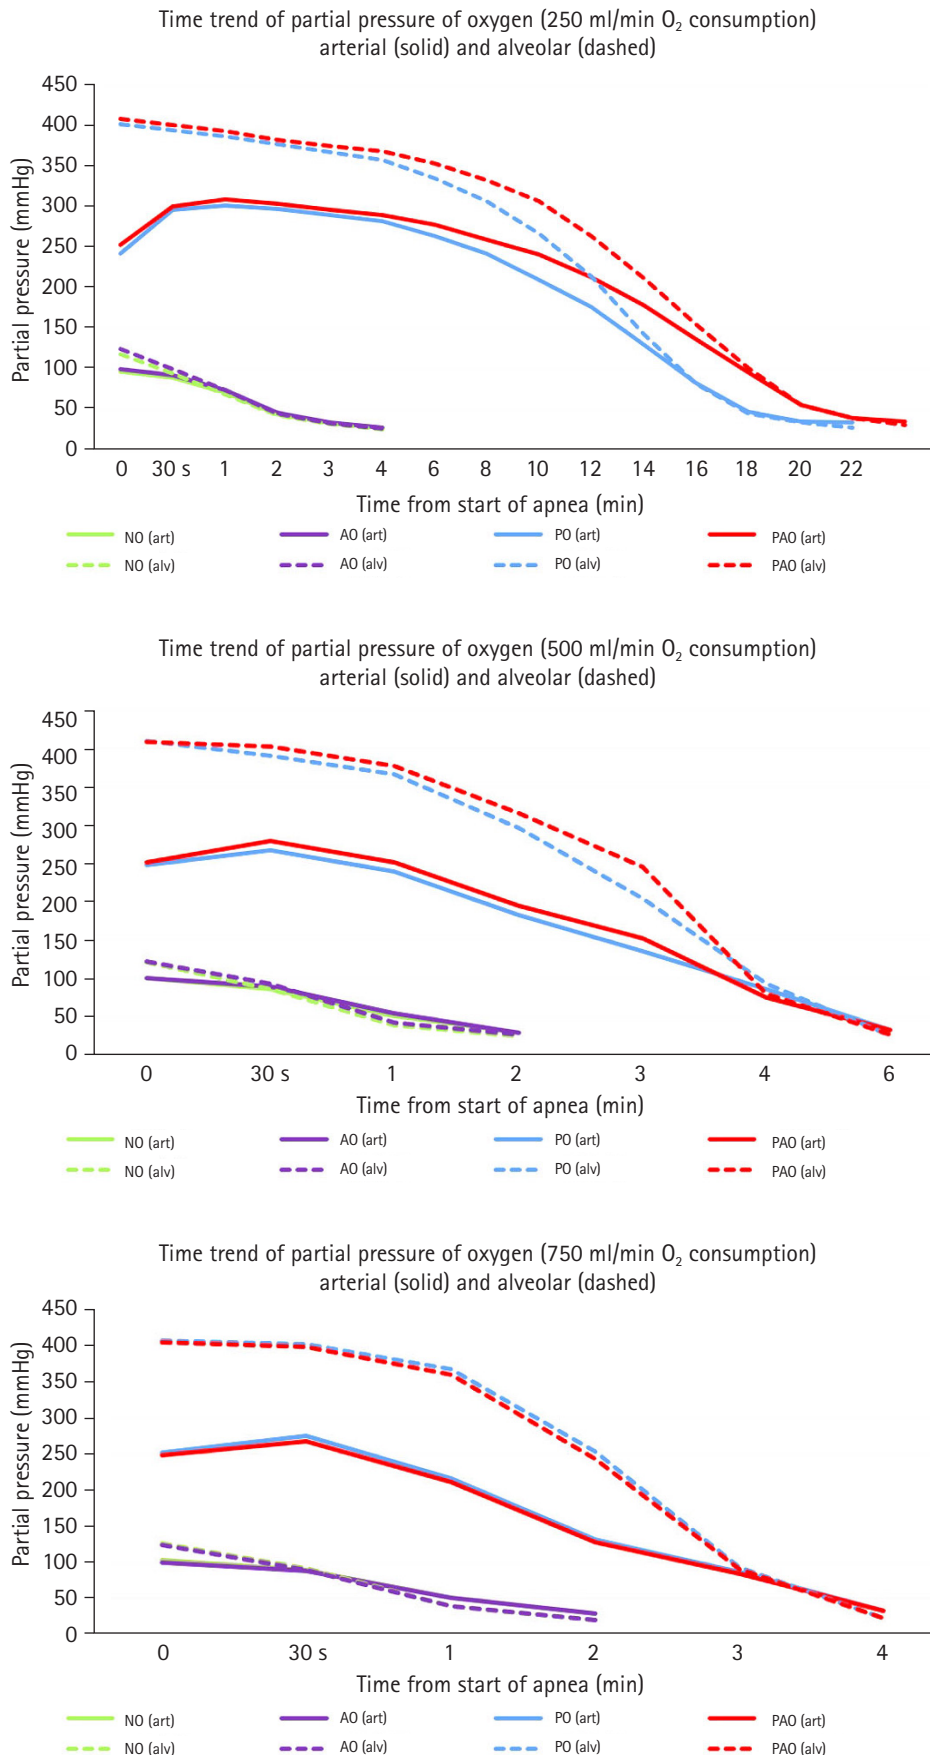 Time trend of partial pressure of oxygen (250 ml/min O₂ consumption)
arterial (solid) and alveolar (dashed)
Partial pressure (mmHg)
450
400
350
300
250
200
150
100
50
0
0 30 s 1 2 3 4 6 8 10 12 14 16 18 20 22
Time from start of apnea (min)
NO (art) AO (art) PO (art) PAO (art)
NO (alv) AO (alv) PO (alv) PAO (alv)
Time trend of partial pressure of oxygen (500 ml/min O₂ consumption)
arterial (solid) and alveolar (dashed)
Partial pressure (mmHg)
450
400
350
300
250
200
150
100
50
0
0 30 s 1 2 3 4 6
Time from start of apnea (min)
NO (art) AO (art) PO (art) PAO (art)
NO (alv) AO (alv) PO (alv) PAO (alv)
Time trend of partial pressure of oxygen (750 ml/min O₂ consumption)
arterial (solid) and alveolar (dashed)
Partial pressure (mmHg)
450
400
350
300
250
200
150
100
50
0
0 30 s 1 2 3 4
Time from start of apnea (min)
NO (art) AO (art) PO (art) PAO (art)
NO (alv) AO (alv) PO (alv) PAO (alv)